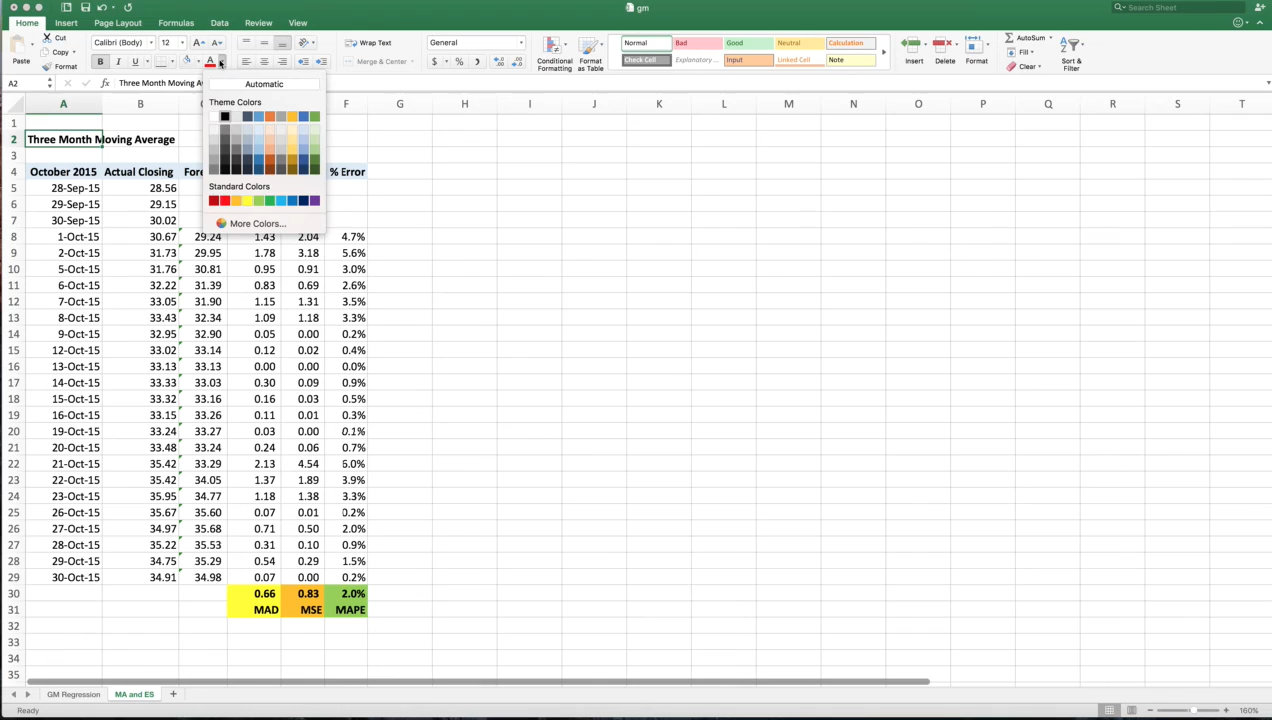 gm
Search Sheet
Home Insert Page Layout Formulas Data Review View
Paste
Cut
Copy
Format
Calibri (Body) 12 A A
B I U A
Wrap Text
Merge & Center
General
$ % )
Conditional Formatting
Format as Table
Normal Bad Good Neutral Calculation
Check Cell Explanatory ... Input Linked Cell Note
Insert Delete Format
AutoSum
Fill
Clear
Sort & Filter
A2 fx Three Month Moving Av
Automatic
Theme Colors
Standard Colors
More Colors...
A B C F G H I J K L M N O P Q R S T
1
2 Three Month Moving Average
3
4 October 2015 Actual Closing Fore % Error
5 28-Sep-15 28.56
6 29-Sep-15 29.15
7 30-Sep-15 30.02
8 1-Oct-15 30.67 29.24 1.43 2.04 4.7%
9 2-Oct-15 31.73 29.95 1.78 3.18 5.6%
10 5-Oct-15 31.76 30.81 0.95 0.91 3.0%
11 6-Oct-15 32.22 31.39 0.83 0.69 2.6%
12 7-Oct-15 33.05 31.90 1.15 1.31 3.5%
13 8-Oct-15 33.43 32.34 1.09 1.18 3.3%
14 9-Oct-15 32.95 32.90 0.05 0.00 0.2%
15 12-Oct-15 33.02 33.14 0.12 0.02 0.4%
16 13-Oct-15 33.13 33.13 0.00 0.00 0.0%
17 14-Oct-15 33.33 33.03 0.30 0.09 0.9%
18 15-Oct-15 33.32 33.16 0.16 0.03 0.5%
19 16-Oct-15 33.15 33.26 0.11 0.01 0.3%
20 19-Oct-15 33.24 33.27 0.03 0.00 0.1%
21 20-Oct-15 33.48 33.24 0.24 0.06 0.7%
22 21-Oct-15 35.42 33.29 2.13 4.54 6.0%
23 22-Oct-15 35.42 34.05 1.37 1.89 3.9%
24 23-Oct-15 35.95 34.77 1.18 1.38 3.3%
25 26-Oct-15 35.67 35.60 0.07 0.01 0.2%
26 27-Oct-15 34.97 35.68 0.71 0.50 2.0%
27 28-Oct-15 35.22 35.53 0.31 0.10 0.9%
28 29-Oct-15 34.75 35.29 0.54 0.29 1.5%
29 30-Oct-15 34.91 34.98 0.07 0.00 0.2%
30 0.66 0.83 2.0%
31 MAD MSE MAPE
32
33
34
35
GM Regression MA and ES +
Ready 160%